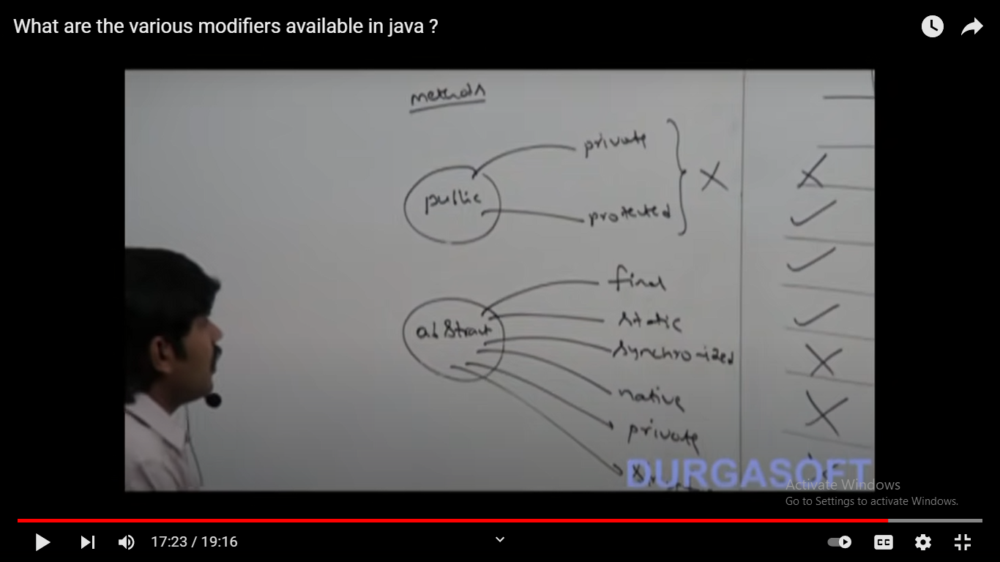 What are the various modifiers available in java ?
methods
private
public
protected
final
static
abstract
synchronized
native
private
DURGASOFT
Activate Windows
Go to Settings to activate Windows.
17:23 / 19:16
CC